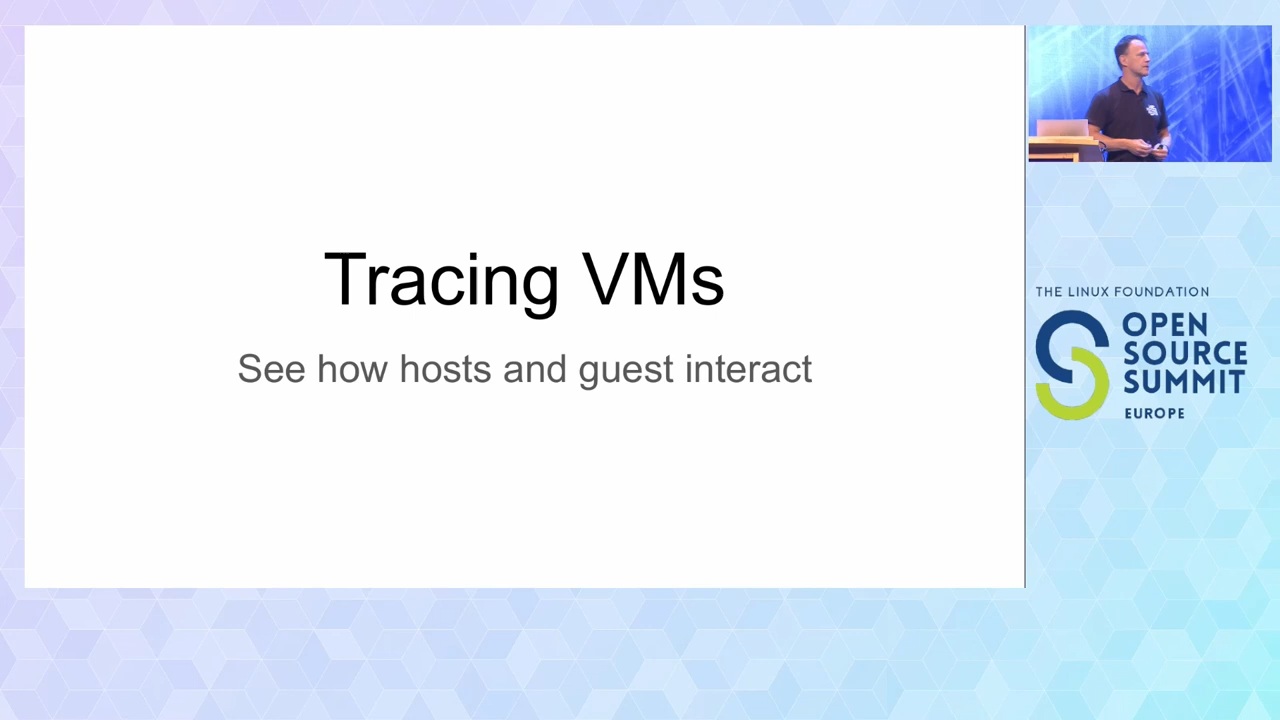 Tracing VMs
See how hosts and guest interact
THE LINUX FOUNDATION
OPEN
SOURCE
SUMMIT
EUROPE